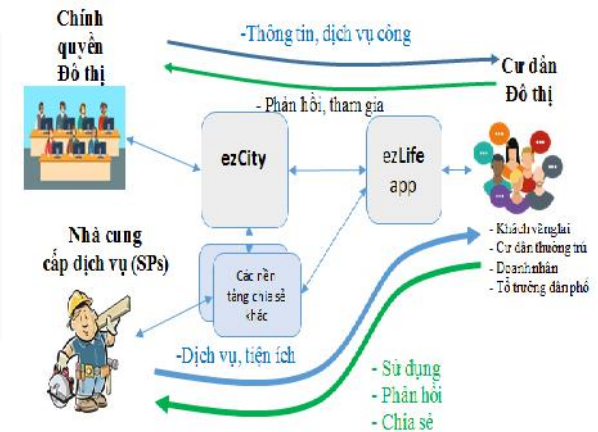 Chính
quyền
Đô thị
-Thông tin, dịch vụ công
Cư dân
Đô thị
- Phản hồi, tham gia
ezCity
ezLife
app
- Khách vãng lai
- Cư dân thường trú
- Doanh nhân
- Tổ trưởng dân phố
Nhà cung
cấp dịch vụ (SPs)
Các nền
tảng chia sẻ
khác
-Dịch vụ, tiện ích
- Sử dụng
- Phản hồi
- Chia sẻ